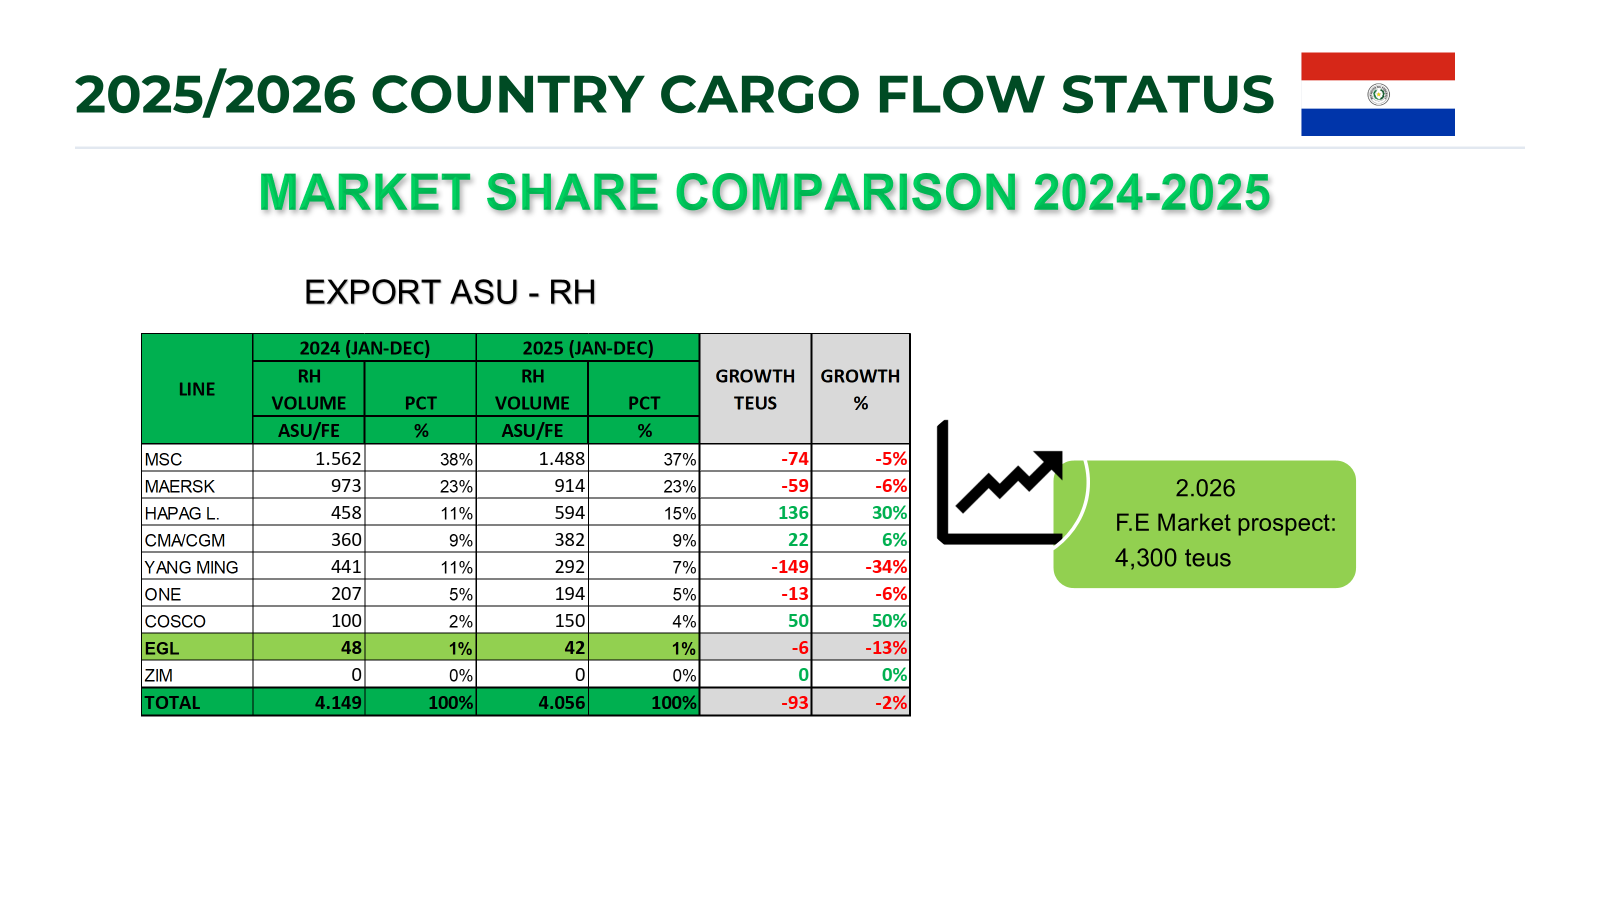 2025/2026 COUNTRY CARGO FLOW STATUS
MARKET SHARE COMPARISON 2024-2025
EXPORT ASU - RH
LINE 2024 (JAN-DEC) 2025 (JAN-DEC) GROWTH TEUS GROWTH %
RH VOLUME PCT RH VOLUME PCT
ASU/FE % ASU/FE %
MSC 1.562 38% 1.488 37% -74 -5%
MAERSK 973 23% 914 23% -59 -6%
HAPAG L. 458 11% 594 15% 136 30%
CMA/CGM 360 9% 382 9% 22 6%
YANG MING 441 11% 292 7% -149 -34%
ONE 207 5% 194 5% -13 -6%
COSCO 100 2% 150 4% 50 50%
EGL 48 1% 42 1% -6 -13%
ZIM 0 0% 0 0% 0 0%
TOTAL 4.149 100% 4.056 100% -93 -2%
2.026
F.E Market prospect:
4,300 teus